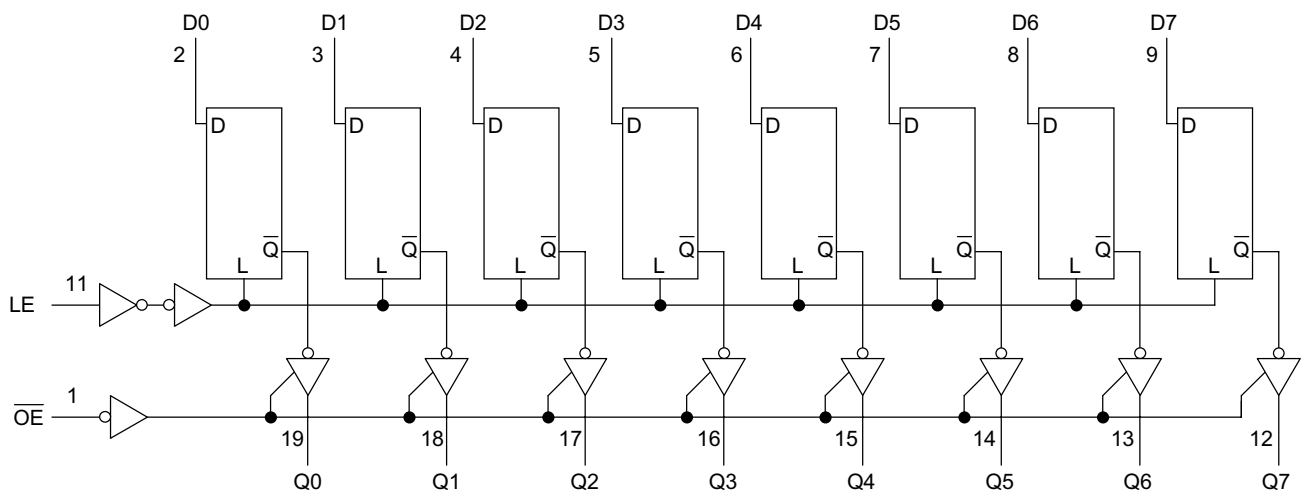 D0 D1 D2 D3 D4 D5 D6 D7
2 3 4 5 6 7 8 9
D D D D D D D D
Q̅ Q̅ Q̅ Q̅ Q̅ Q̅ Q̅ Q̅
L L L L L L L L
11
LE
1
O̅E̅
19 18 17 16 15 14 13 12
Q0 Q1 Q2 Q3 Q4 Q5 Q6 Q7